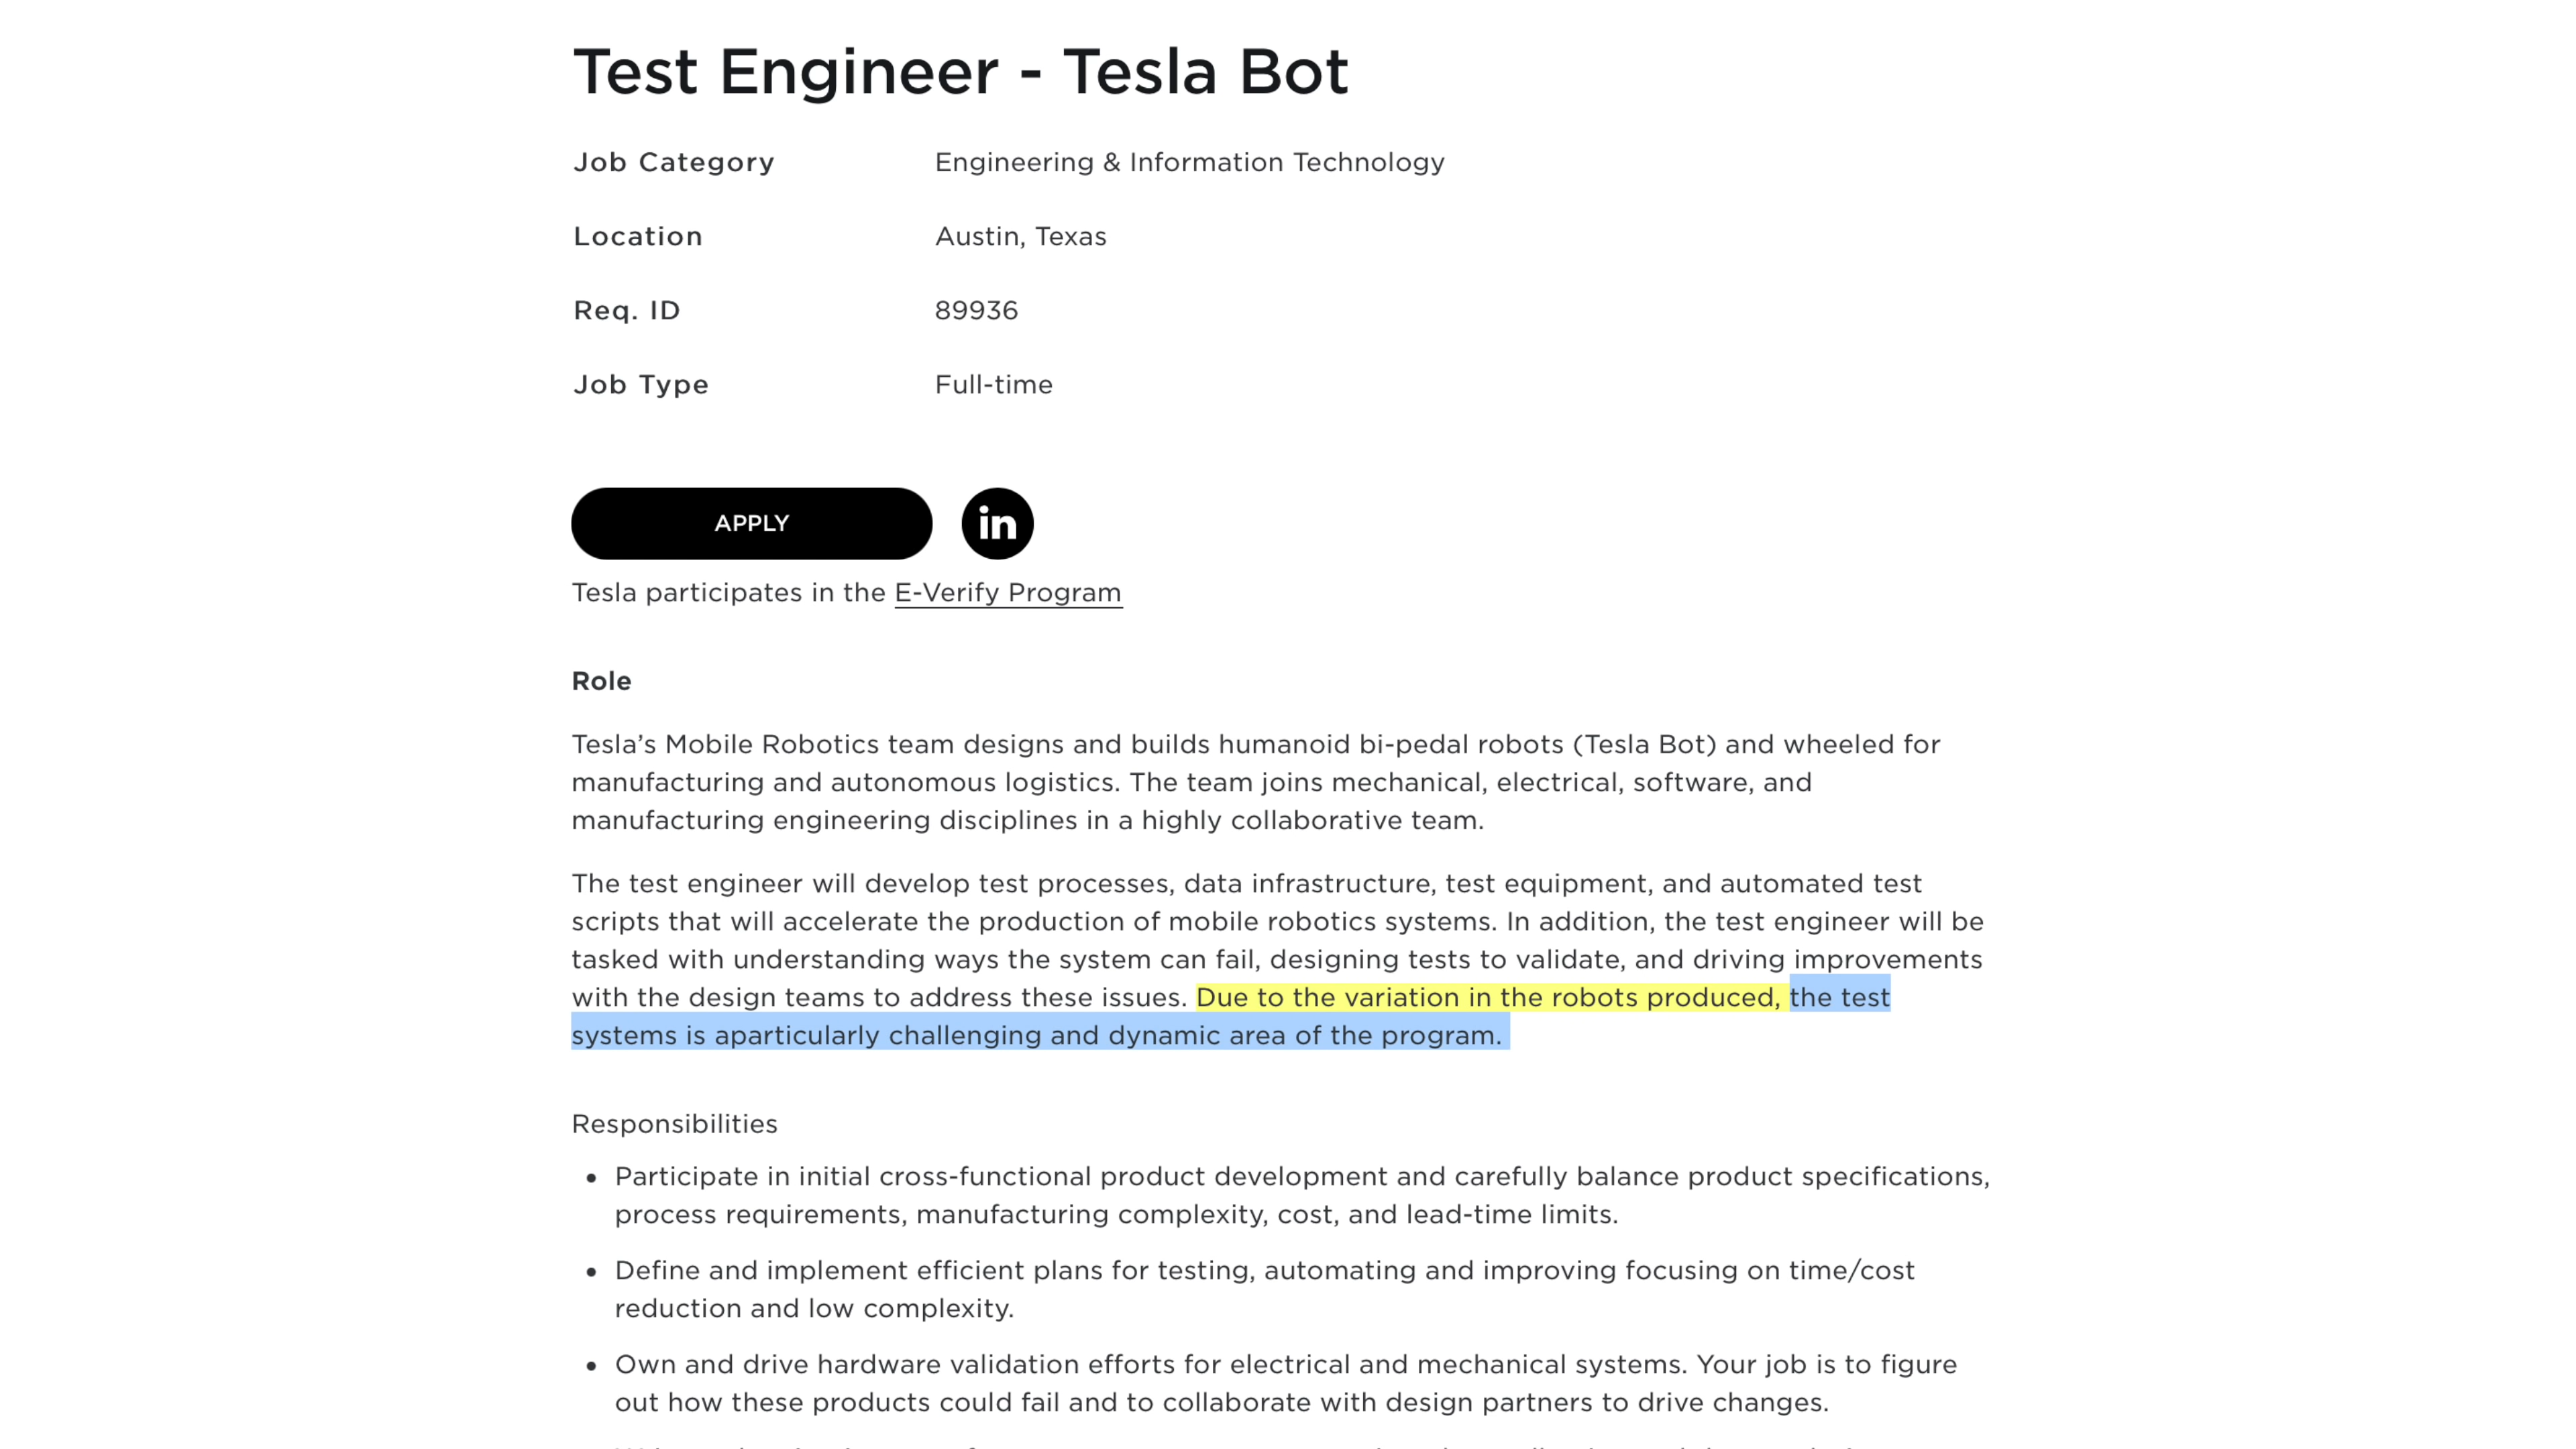 Test Engineer - Tesla Bot
Job Category Engineering & Information Technology
Location Austin, Texas
Req. ID 89936
Job Type Full-time
APPLY in
Tesla participates in the E-Verify Program
Role
Tesla’s Mobile Robotics team designs and builds humanoid bi-pedal robots (Tesla Bot) and wheeled for
manufacturing and autonomous logistics. The team joins mechanical, electrical, software, and
manufacturing engineering disciplines in a highly collaborative team.
The test engineer will develop test processes, data infrastructure, test equipment, and automated test
scripts that will accelerate the production of mobile robotics systems. In addition, the test engineer will be
tasked with understanding ways the system can fail, designing tests to validate, and driving improvements
with the design teams to address these issues. Due to the variation in the robots produced, the test
systems is aparticularly challenging and dynamic area of the program.
Responsibilities
• Participate in initial cross-functional product development and carefully balance product specifications,
process requirements, manufacturing complexity, cost, and lead-time limits.
• Define and implement efficient plans for testing, automating and improving focusing on time/cost
reduction and low complexity.
• Own and drive hardware validation efforts for electrical and mechanical systems. Your job is to figure
out how these products could fail and to collaborate with design partners to drive changes.